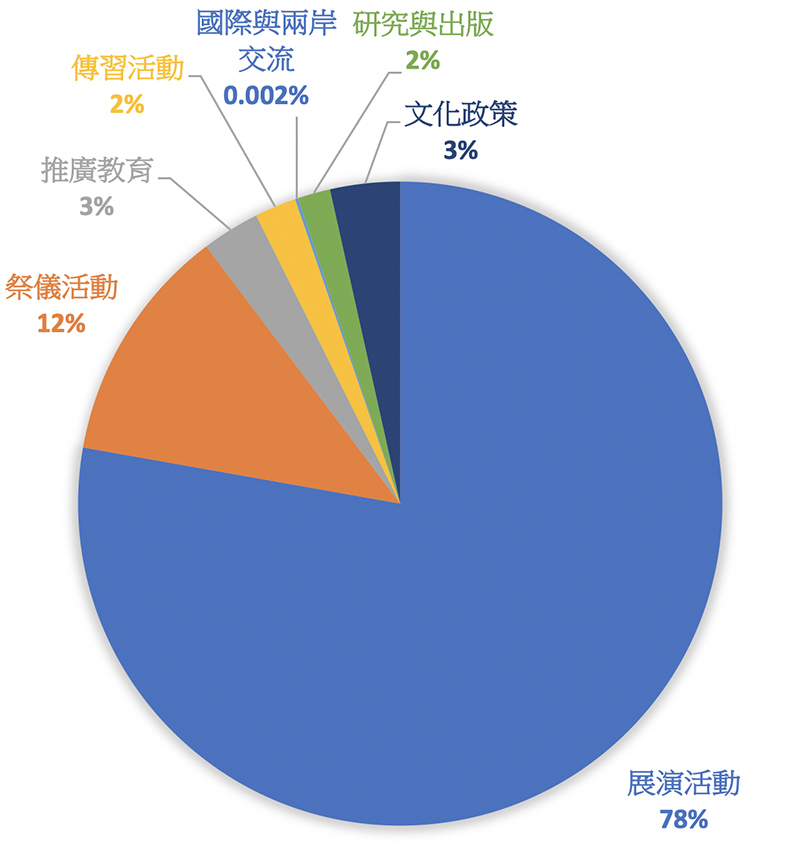 國際與兩岸
交流
0.002%
研究與出版
2%
傳習活動
2%
文化政策
3%
推廣教育
3%
祭儀活動
12%
展演活動
78%